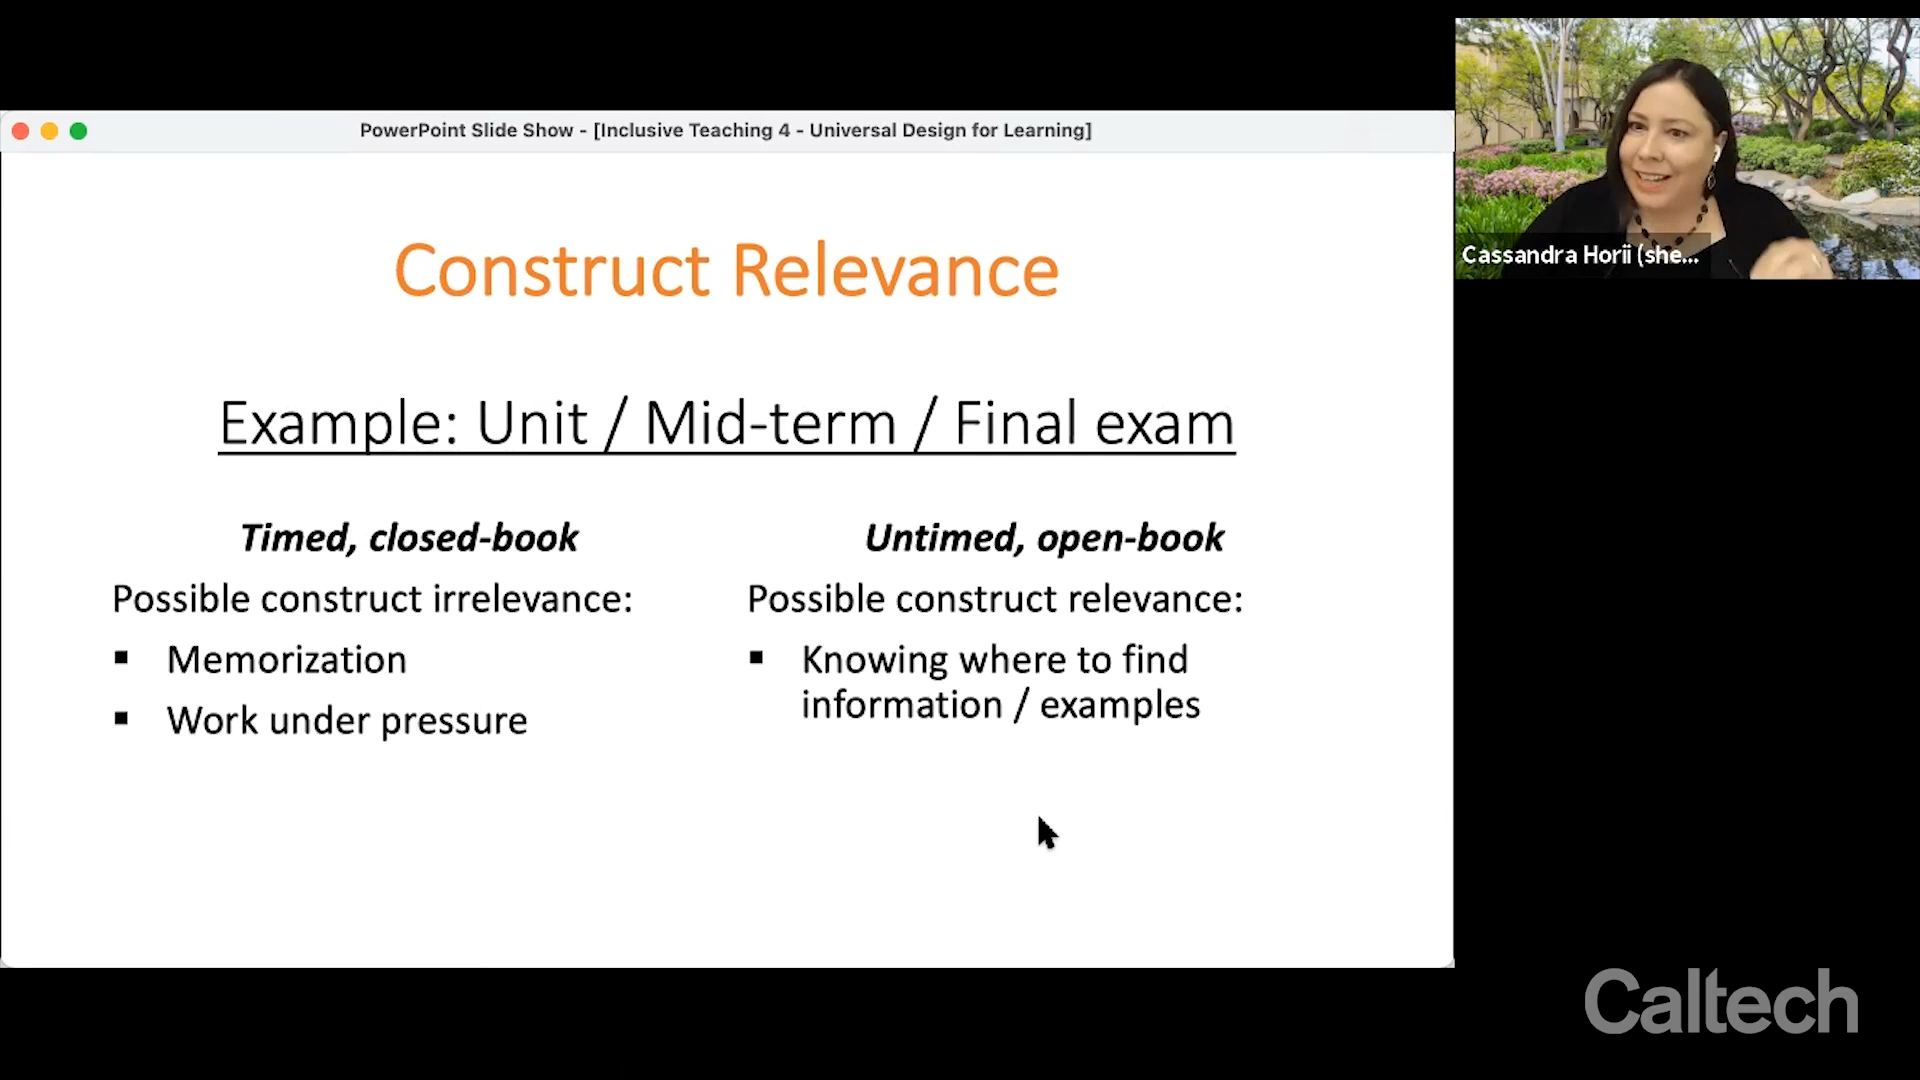 PowerPoint Slide Show - [Inclusive Teaching 4 - Universal Design for Learning]
Construct Relevance
Example: Unit / Mid-term / Final exam
Timed, closed-book
Possible construct irrelevance:
▪ Memorization
▪ Work under pressure
Untimed, open-book
Possible construct relevance:
▪ Knowing where to find
information / examples
Cassandra Horii (she...
Caltech